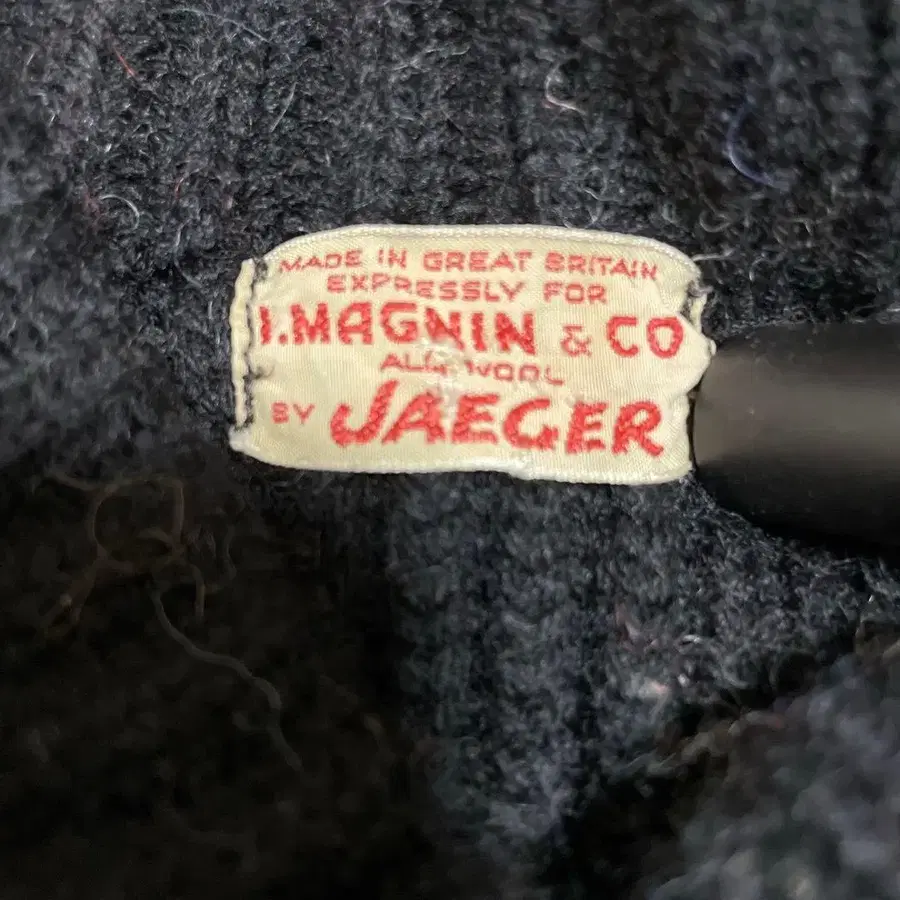 MADE IN GREAT BRITAIN
EXPRESSLY FOR
I. MAGNIN & CO
ALL WOOL
BY JAEGER